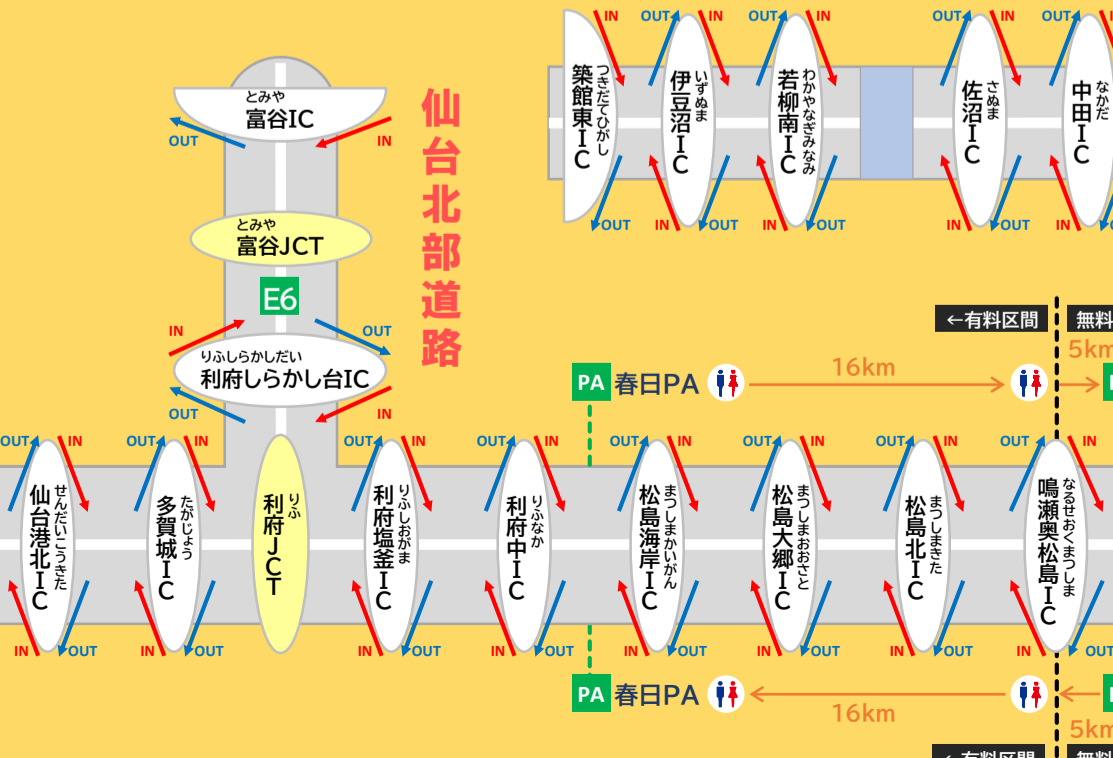 仙台北部道路
とみや
富谷IC
OUT
IN
とみや
富谷JCT
E6
IN
OUT
りふしらかしだい
利府しらかし台IC
OUT
IN
IN
OUT
IN
OUT
IN
OUT
IN
OUT
つきだてひがし
築館東IC
いずぬま
伊豆沼IC
わかやなぎみなみ
若柳南IC
さぬま
佐沼IC
なかだ
中田IC
OUT
IN
OUT
IN
OUT
IN
OUT
IN
←有料区間
無料
5km
PA 春日PA
16km
OUT
IN
OUT
IN
OUT
IN
OUT
IN
OUT
IN
OUT
IN
OUT
IN
OUT
IN
せんだいこうきた
仙台港北IC
たがじょう
多賀城IC
りふ
利府JCT
りふしおがま
利府塩釜IC
りふなか
利府中IC
まつしまかいがん
松島海岸IC
まつしまおおさと
松島大郷IC
まつしまきた
松島北IC
なるせおくまつしま
鳴瀬奥松島IC
IN
OUT
IN
OUT
IN
OUT
IN
OUT
IN
OUT
IN
OUT
IN
OUT
IN
OUT
PA 春日PA
16km
5km
←有料区間
無料